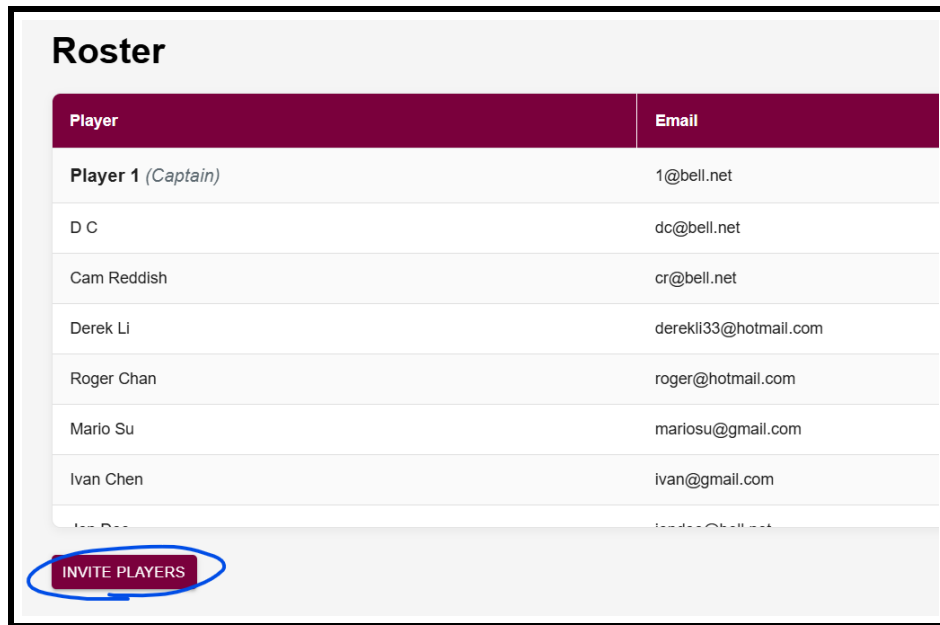 Roster
Player Email
Player 1 (Captain) 1@bell.net
D C dc@bell.net
Cam Reddish cr@bell.net
Derek Li derekli33@hotmail.com
Roger Chan roger@hotmail.com
Mario Su mariosu@gmail.com
Ivan Chen ivan@gmail.com
INVITE PLAYERS